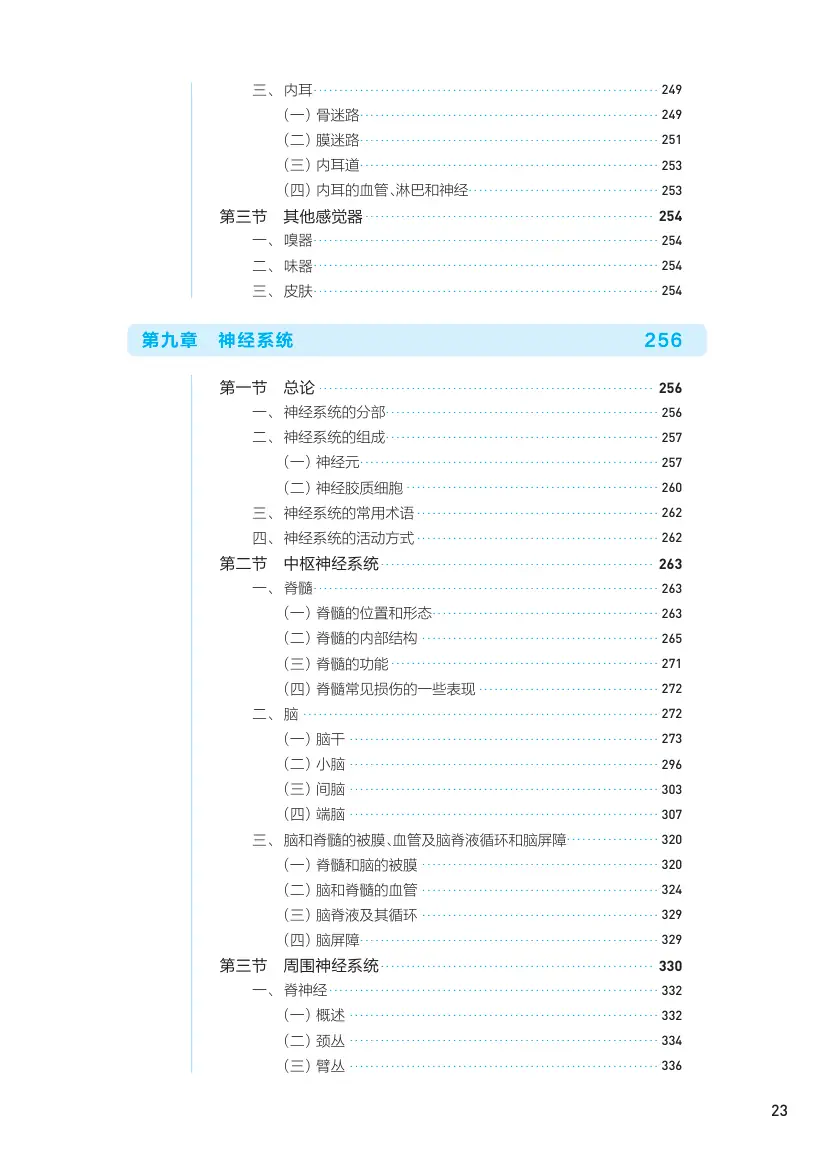 三、内耳 249
（一）骨迷路 249
（二）膜迷路 251
（三）内耳道 253
（四）内耳的血管、淋巴和神经 253
第三节 其他感觉器 254
一、嗅器 254
二、味器 254
三、皮肤 254
第九章 神经系统 256
第一节 总论 256
一、神经系统的分部 256
二、神经系统的组成 257
（一）神经元 257
（二）神经胶质细胞 260
三、神经系统的常用术语 262
四、神经系统的活动方式 262
第二节 中枢神经系统 263
一、脊髓 263
（一）脊髓的位置和形态 263
（二）脊髓的内部结构 265
（三）脊髓的功能 271
（四）脊髓常见损伤的一些表现 272
二、脑 272
（一）脑干 273
（二）小脑 296
（三）间脑 303
（四）端脑 307
三、脑和脊髓的被膜、血管及脑脊液循环和脑屏障 320
（一）脊髓和脑的被膜 320
（二）脑和脊髓的血管 324
（三）脑脊液及其循环 329
（四）脑屏障 329
第三节 周围神经系统 330
一、脊神经 332
（一）概述 332
（二）颈丛 334
（三）臂丛 336
23